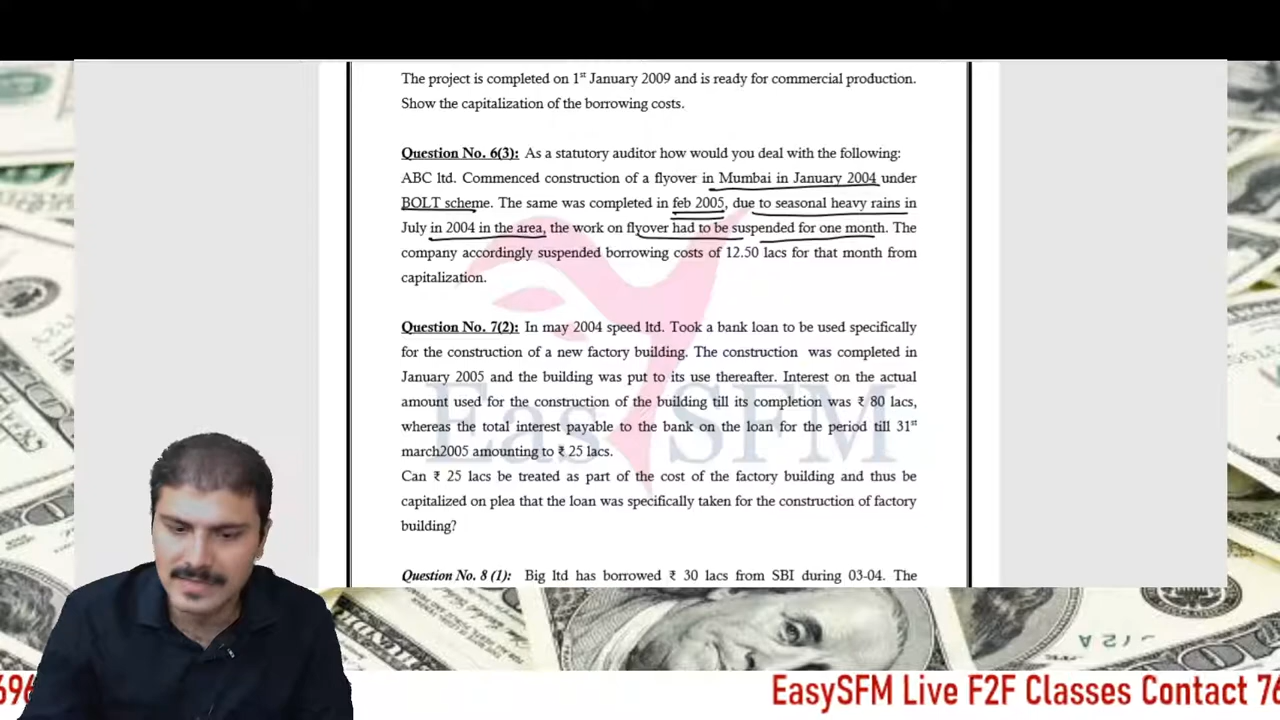 The project is completed on 1st January 2009 and is ready for commercial production.
Show the capitalization of the borrowing costs.
Question No. 6(3): As a statutory auditor how would you deal with the following:
ABC ltd. Commenced construction of a flyover in Mumbai in January 2004 under
BOLT scheme. The same was completed in feb 2005, due to seasonal heavy rains in
July in 2004 in the area, the work on flyover had to be suspended for one month. The
company accordingly suspended borrowing costs of 12.50 lacs for that month from
capitalization.
Question No. 7(2): In may 2004 speed ltd. Took a bank loan to be used specifically
for the construction of a new factory building. The construction was completed in
January 2005 and the building was put to its use thereafter. Interest on the actual
amount used for the construction of the building till its completion was ₹ 80 lacs,
whereas the total interest payable to the bank on the loan for the period till 31st
march2005 amounting to ₹ 25 lacs.
Can ₹ 25 lacs be treated as part of the cost of the factory building and thus be
capitalized on plea that the loan was specifically taken for the construction of factory
building?
Question No. 8 (1): Big ltd has borrowed ₹ 30 lacs from SBI during 03-04. The
EasySFM
696
EasySFM Live F2F Classes Contact 76